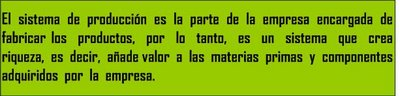 El sistema de producción es la parte de la empresa encargada de
fabricar los productos, por lo tanto, es un sistema que crea
riqueza, es decir, añade valor a las materias primas y componentes
adquiridos por la empresa.